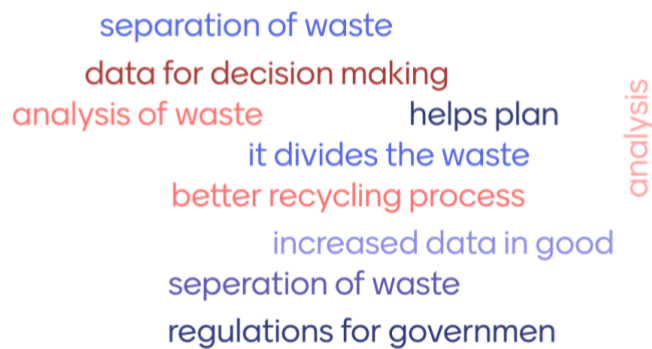 separation of waste
data for decision making
analysis of waste
helps plan
analysis
it divides the waste
better recycling process
increased data in good
seperation of waste
regulations for governmen